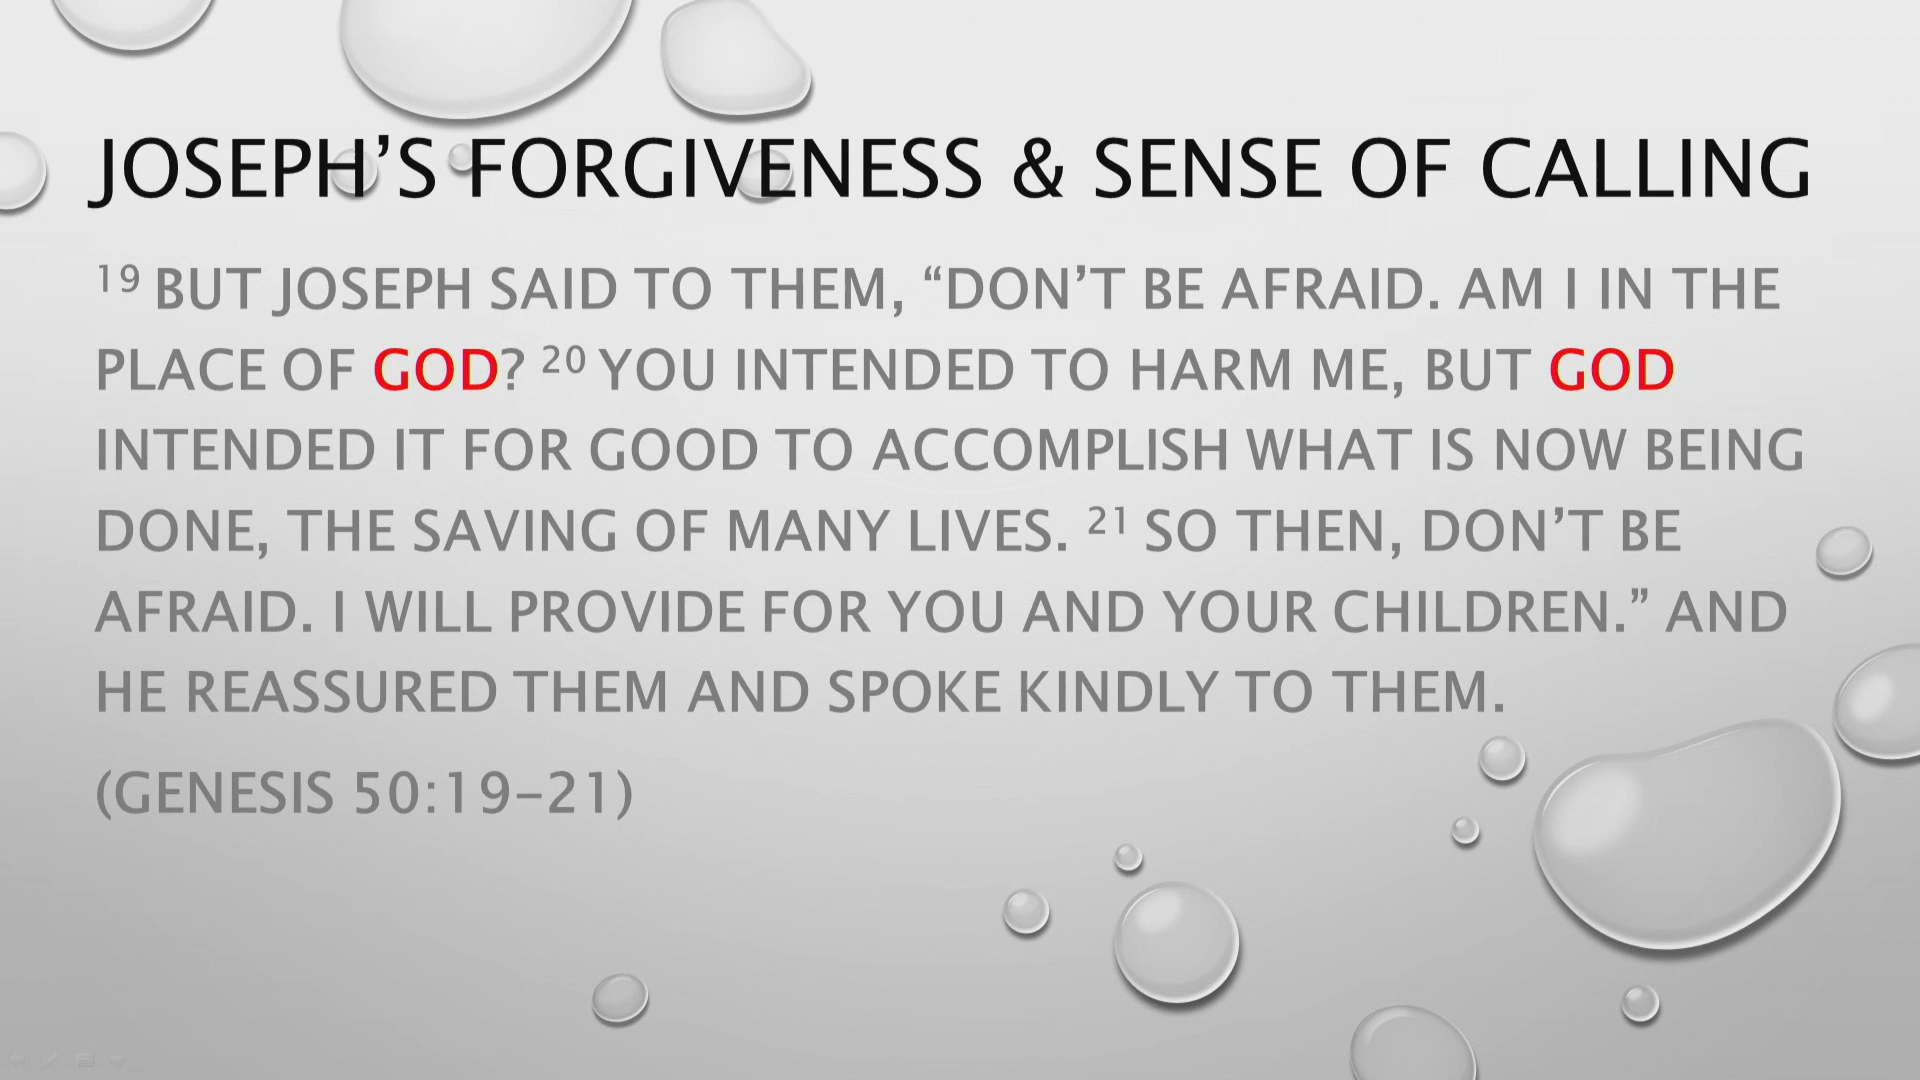 JOSEPH’S FORGIVENESS & SENSE OF CALLING
19 BUT JOSEPH SAID TO THEM, “DON’T BE AFRAID. AM I IN THE
PLACE OF GOD? 20 YOU INTENDED TO HARM ME, BUT GOD
INTENDED IT FOR GOOD TO ACCOMPLISH WHAT IS NOW BEING
DONE, THE SAVING OF MANY LIVES. 21 SO THEN, DON’T BE
AFRAID. I WILL PROVIDE FOR YOU AND YOUR CHILDREN.” AND
HE REASSURED THEM AND SPOKE KINDLY TO THEM.
(GENESIS 50:19–21)